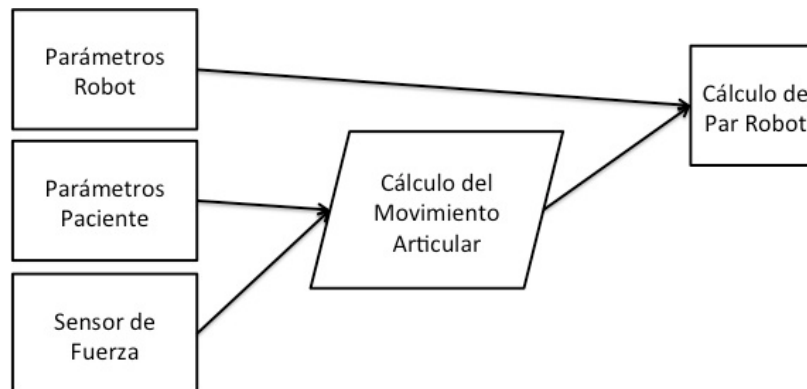 Parámetros
Robot
Parámetros
Paciente
Sensor de
Fuerza
Cálculo del
Movimiento
Articular
Cálculo de
Par Robot